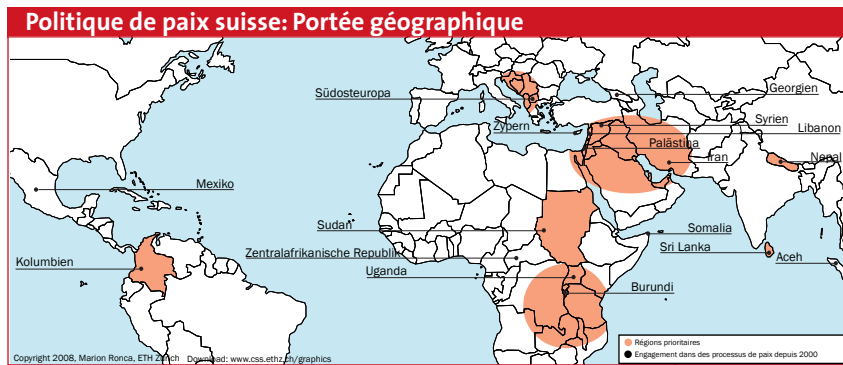 Politique de paix suisse: Portée géographique
Südosteuropa
Georgien
Zypern
Syrien
Libanon
Palästina
Iran
Nepal
Mexiko
Sudan
Somalia
Zentralafrikanische Republik
Sri Lanka
Kolumbien
Uganda
Aceh
Burundi
Régions prioritaires
Engagement dans des processus de paix depuis 2000
Copyright 2008, Marion Ronca, ETH Zürich Download: www.css.ethz.ch/graphics